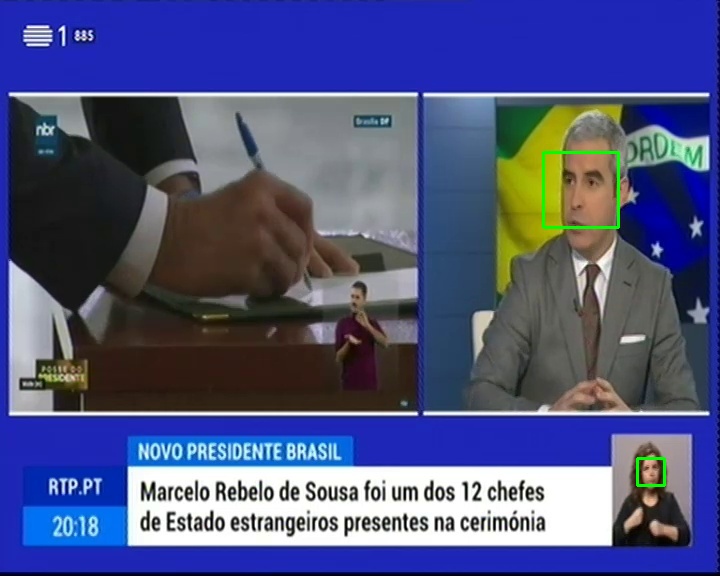 1 885
nbr
Brasília DF
ORDEM
POSSE DO
PRESIDENTE
NOVO PRESIDENTE BRASIL
RTP.PT
Marcelo Rebelo de Sousa foi um dos 12 chefes
20:18
de Estado estrangeiros presentes na cerimónia